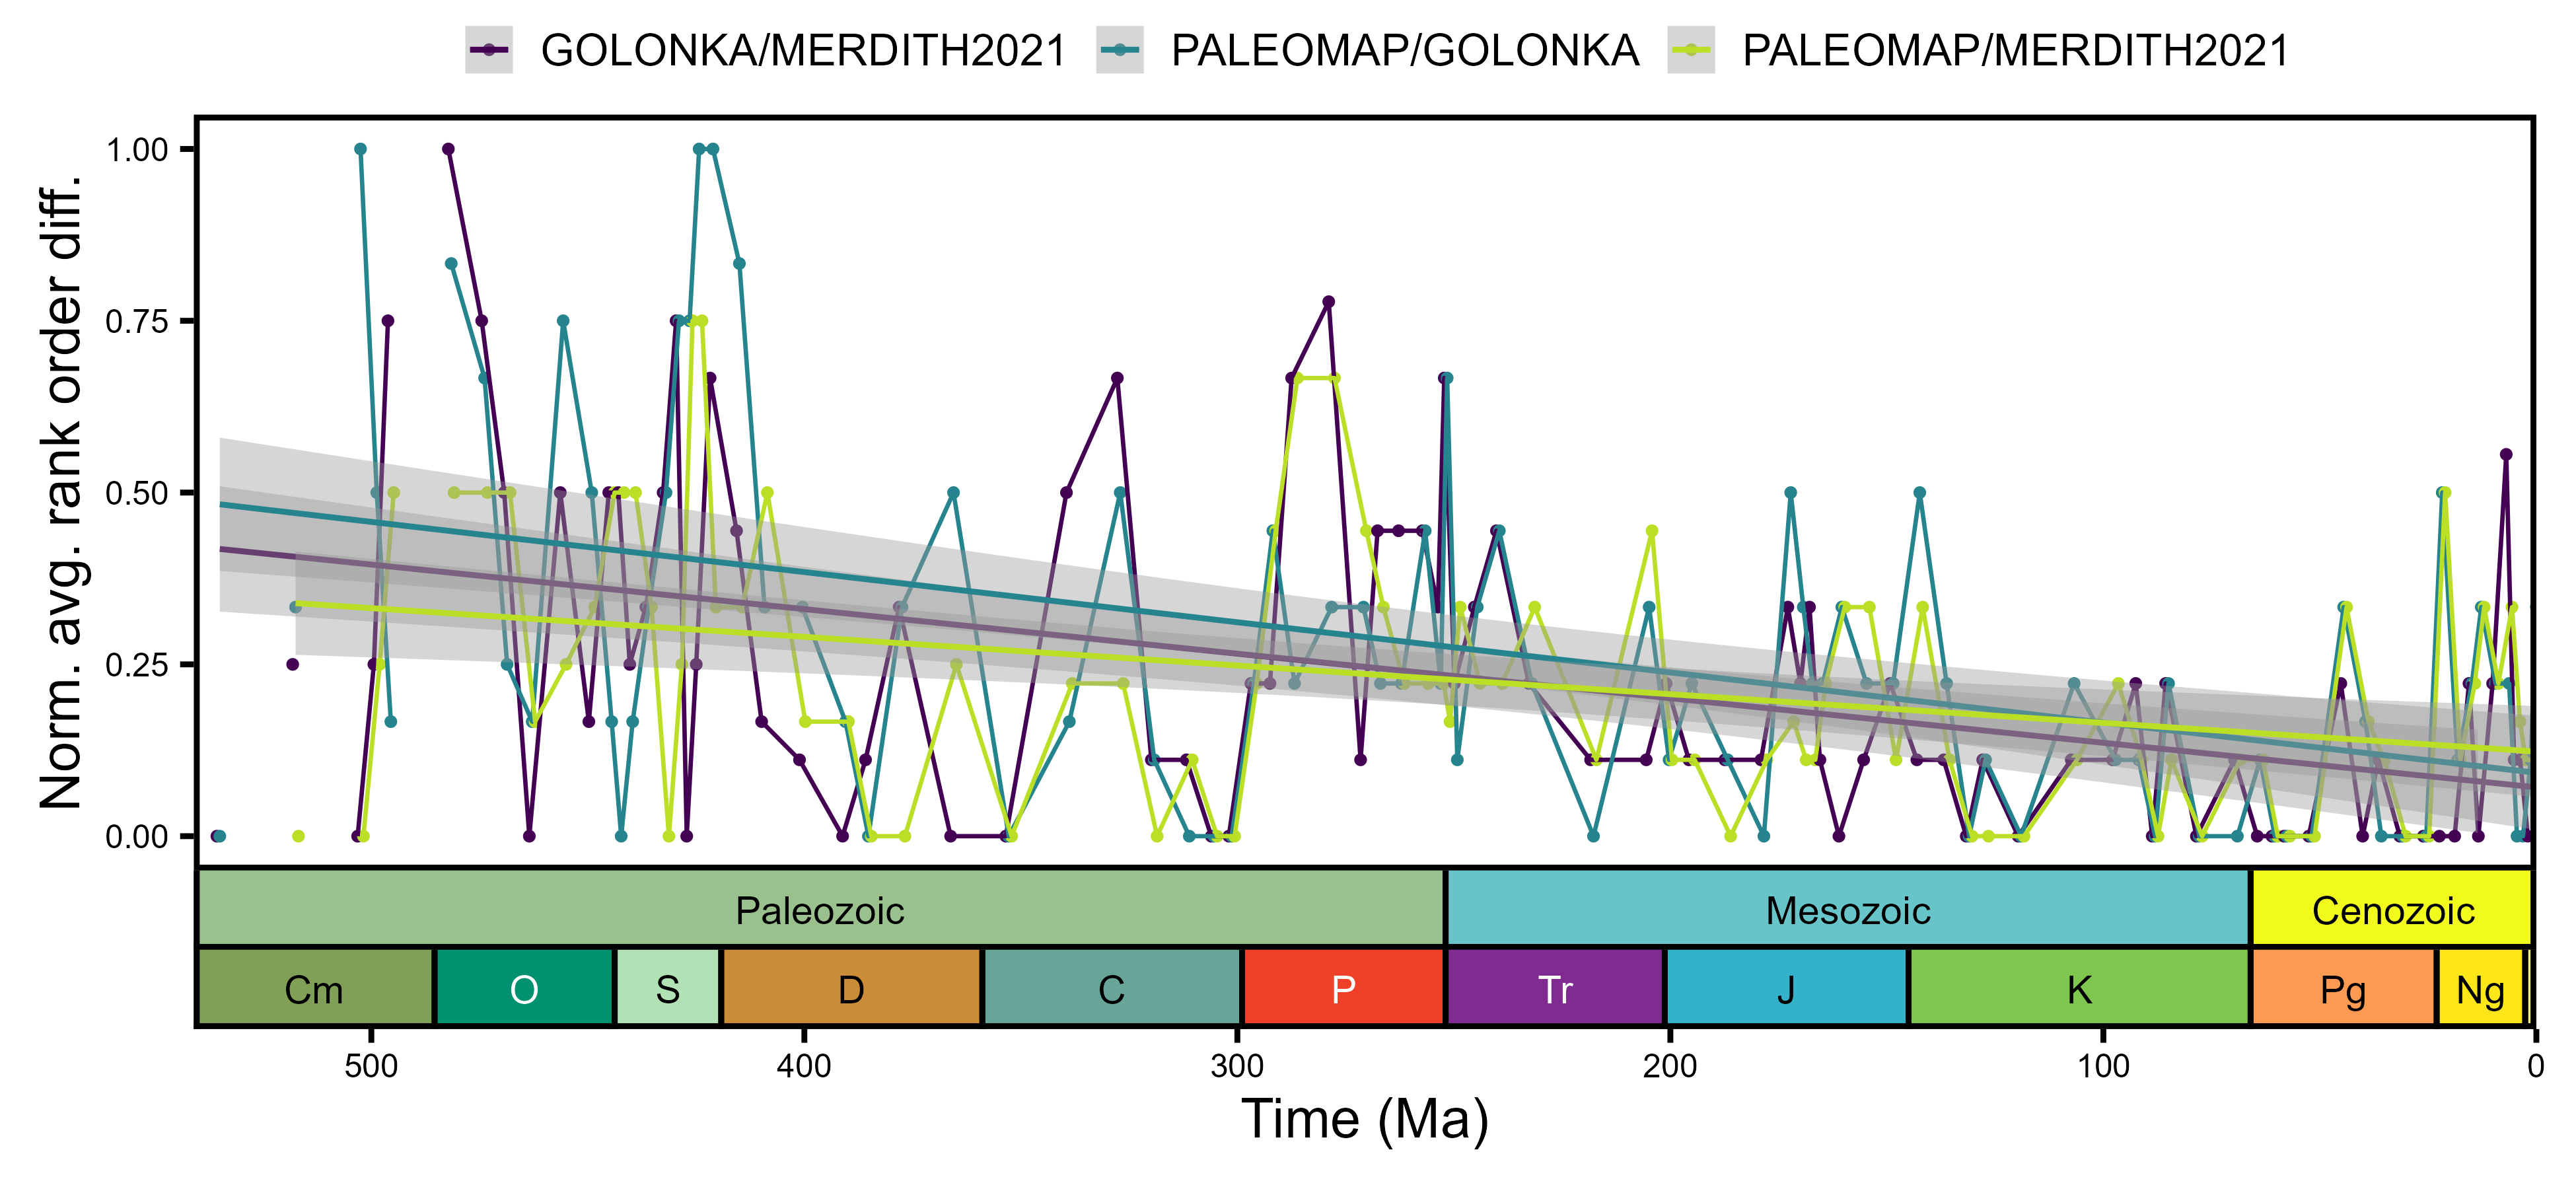 GOLONKA/MERDITH2021 PALEOMAP/GOLONKA PALEOMAP/MERDITH2021
Norm. avg. rank order diff.
1.00
0.75
0.50
0.25
0.00
Paleozoic Mesozoic Cenozoic
Cm O S D C P Tr J K Pg Ng
500 400 300 200 100 0
Time (Ma)